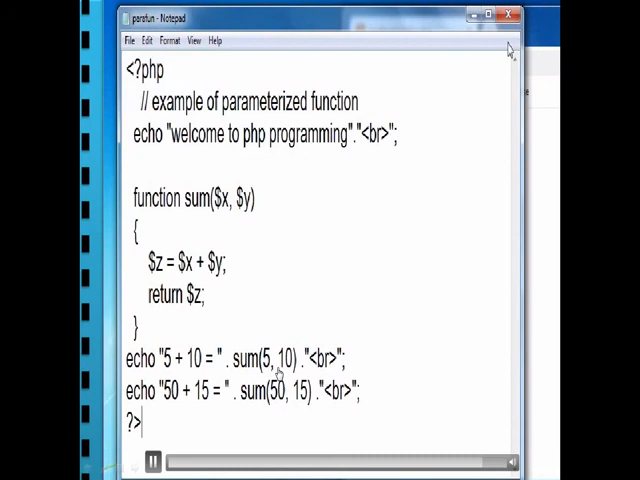 parafun - Notepad
File Edit Format View Help
<?php
// example of parameterized function
echo "welcome to php programming"."<br>";
function sum($x, $y)
{
$z = $x + $y;
return $z;
}
echo "5 + 10 = " . sum(5, 10) ."<br>";
echo "50 + 15 = " . sum(50, 15) ."<br>";
?>